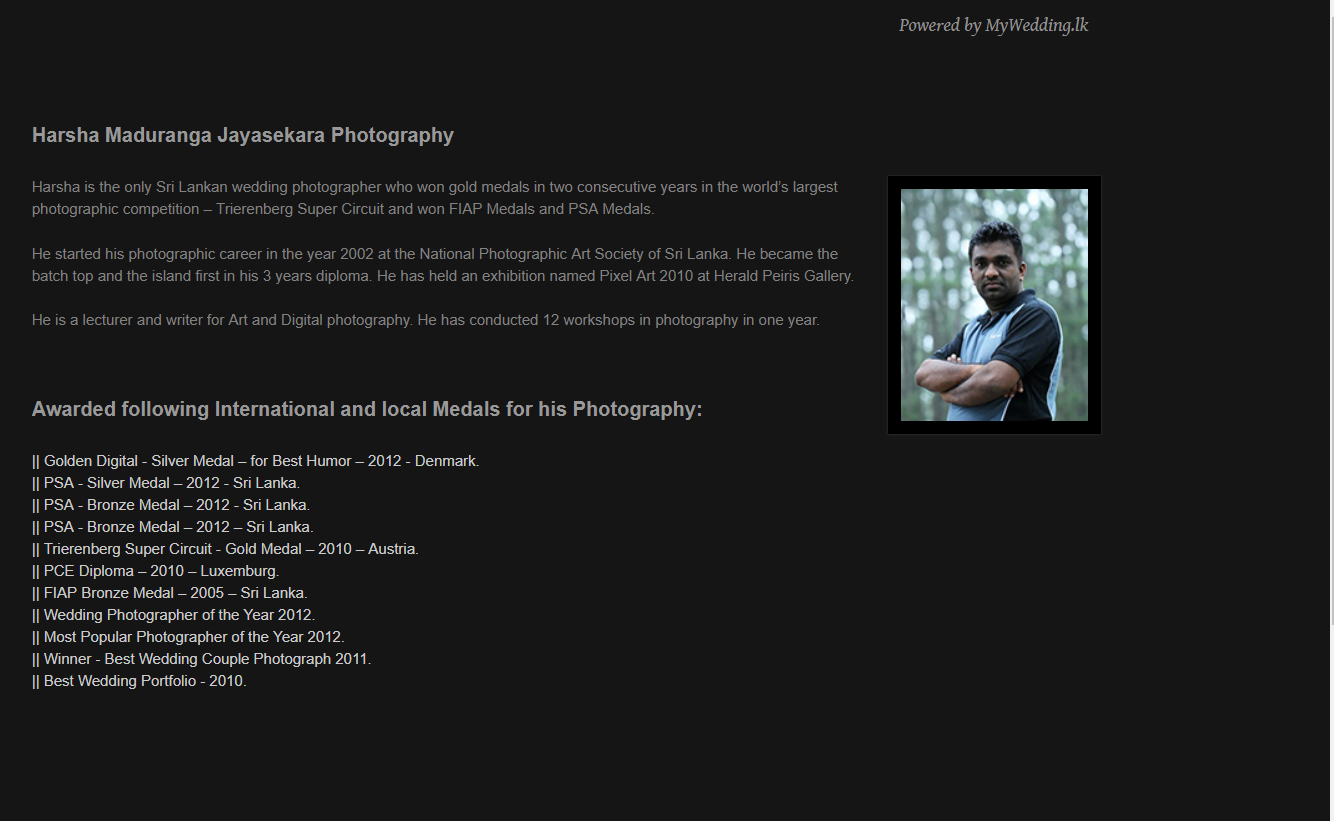 Powered by MyWedding.lk
Harsha Maduranga Jayasekara Photography
Harsha is the only Sri Lankan wedding photographer who won gold medals in two consecutive years in the world’s largest
photographic competition – Trierenberg Super Circuit and won FIAP Medals and PSA Medals.
He started his photographic career in the year 2002 at the National Photographic Art Society of Sri Lanka. He became the
batch top and the island first in his 3 years diploma. He has held an exhibition named Pixel Art 2010 at Herald Peiris Gallery.
He is a lecturer and writer for Art and Digital photography. He has conducted 12 workshops in photography in one year.
Awarded following International and local Medals for his Photography:
|| Golden Digital - Silver Medal – for Best Humor – 2012 - Denmark.
|| PSA - Silver Medal – 2012 - Sri Lanka.
|| PSA - Bronze Medal – 2012 - Sri Lanka.
|| PSA - Bronze Medal – 2012 – Sri Lanka.
|| Trierenberg Super Circuit - Gold Medal – 2010 – Austria.
|| PCE Diploma – 2010 – Luxemburg.
|| FIAP Bronze Medal – 2005 – Sri Lanka.
|| Wedding Photographer of the Year 2012.
|| Most Popular Photographer of the Year 2012.
|| Winner - Best Wedding Couple Photograph 2011.
|| Best Wedding Portfolio - 2010.